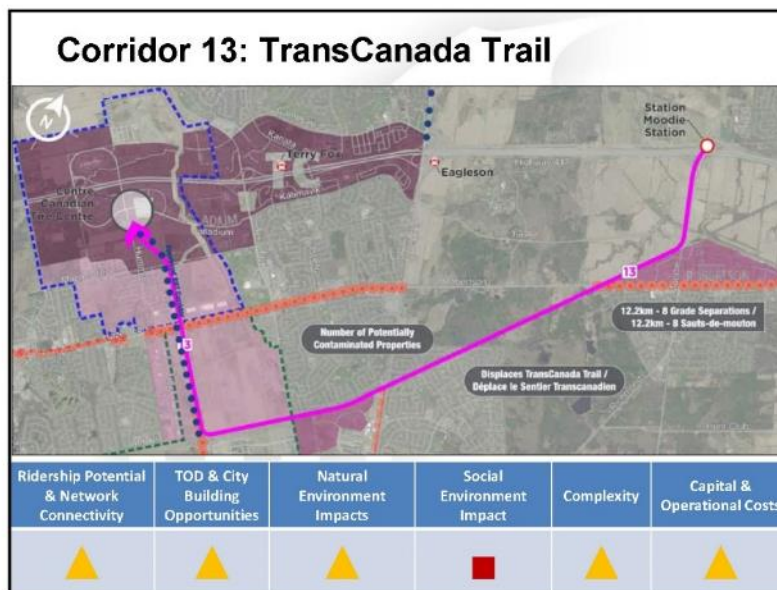 Corridor 13: TransCanada Trail
N
Station
Moodie
Station
Kanata
Terry Fox
Highway 417
Eagleson
Centre
Canadian
Tire Centre
13
3
Number of Potentially
Contaminated Properties
12.2km - 8 Grade Separations /
12.2km - 8 Sauts-de-mouton
Displaces TransCanada Trail /
Déplace le Sentier Transcanadien
Ridership Potential
& Network
Connectivity
TOD & City
Building
Opportunities
Natural
Environment
Impacts
Social
Environment
Impact
Complexity
Capital &
Operational Costs